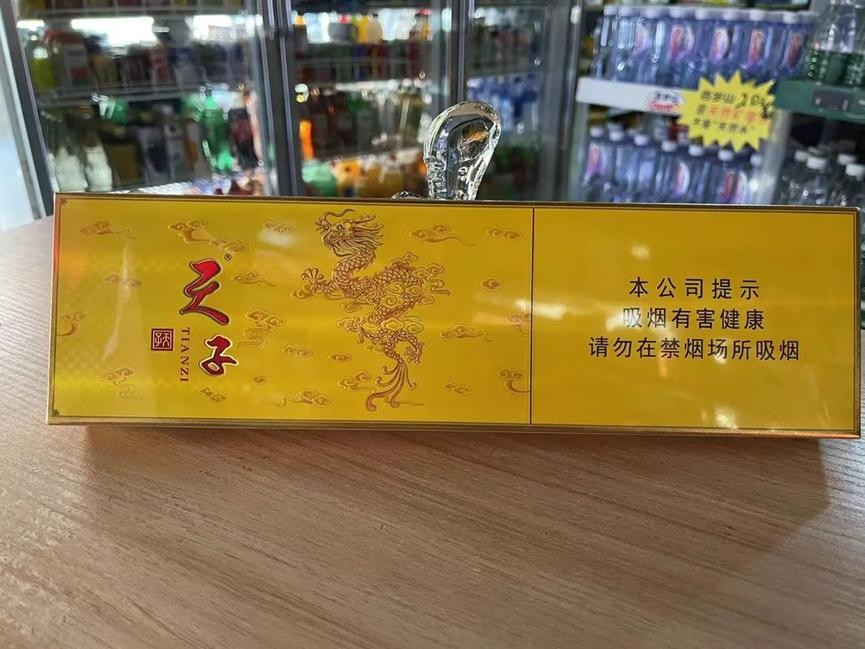 天子
®
TIANZI
本公司提示
吸烟有害健康
请勿在禁烟场所吸烟